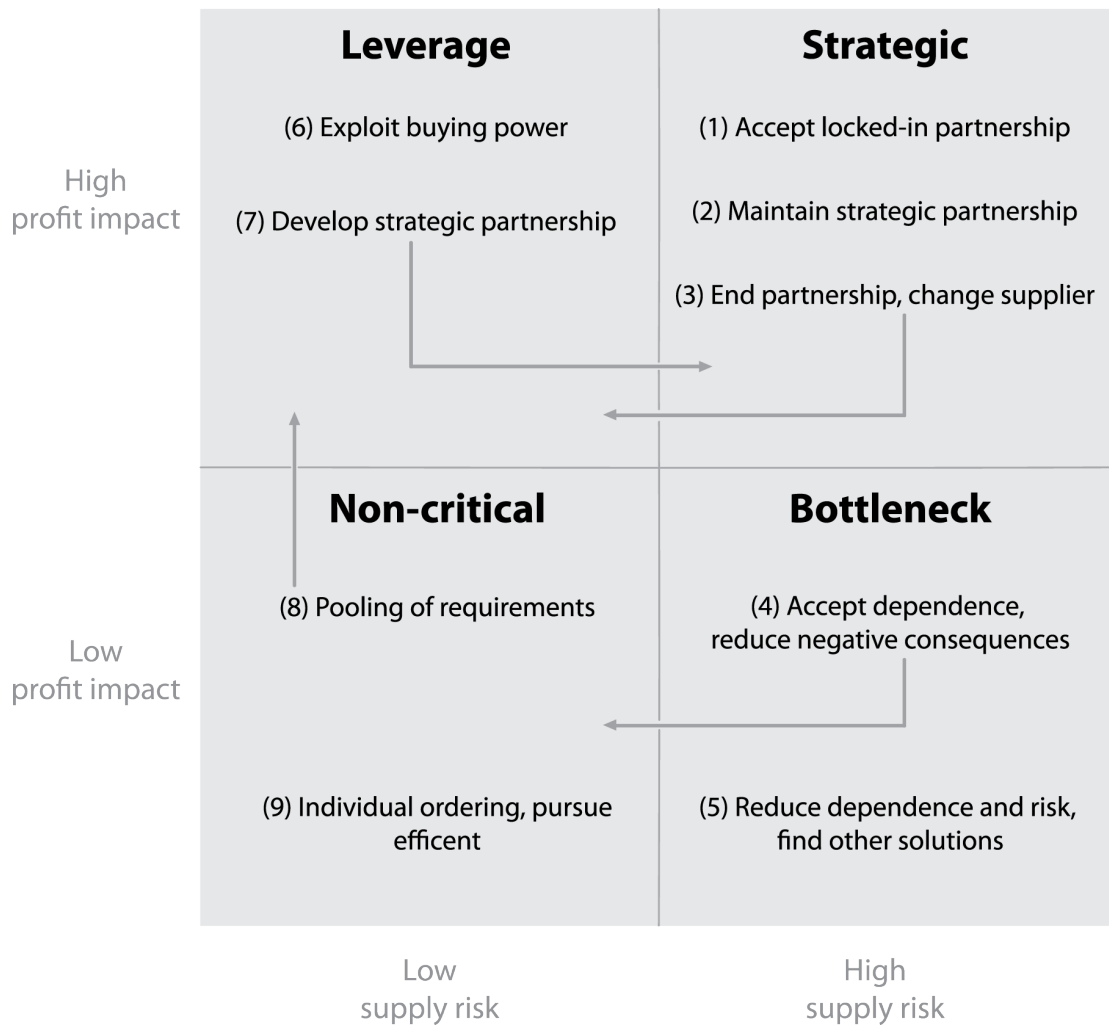 Leverage
(6) Exploit buying power
(7) Develop strategic partnership
Strategic
(1) Accept locked-in partnership
(2) Maintain strategic partnership
(3) End partnership, change supplier
High
profit impact
Non-critical
(8) Pooling of requirements
(9) Individual ordering, pursue
efficent
Bottleneck
(4) Accept dependence,
reduce negative consequences
(5) Reduce dependence and risk,
find other solutions
Low
profit impact
Low
supply risk
High
supply risk